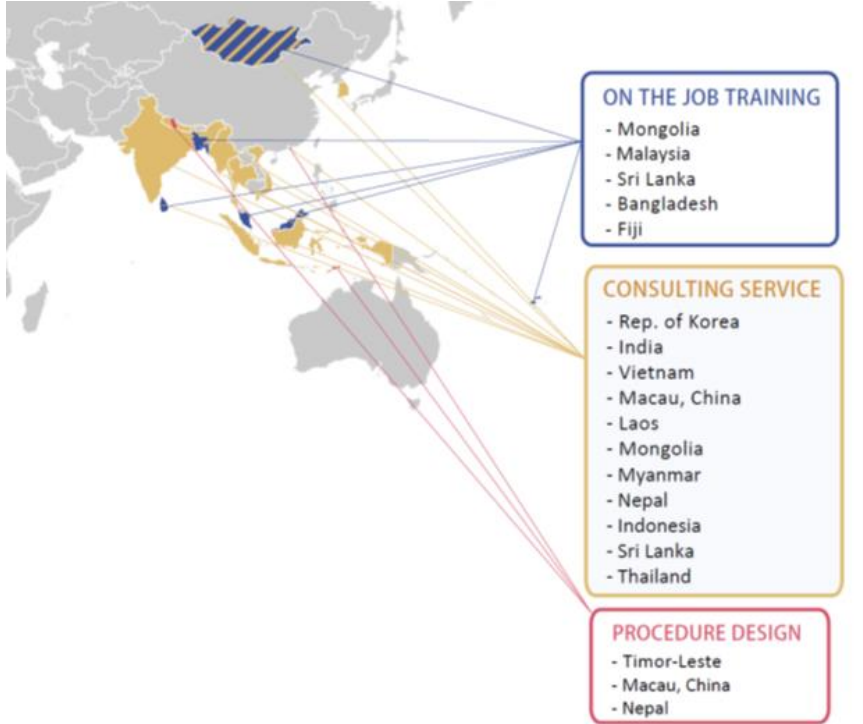 ON THE JOB TRAINING
- Mongolia
- Malaysia
- Sri Lanka
- Bangladesh
- Fiji
CONSULTING SERVICE
- Rep. of Korea
- India
- Vietnam
- Macau, China
- Laos
- Mongolia
- Myanmar
- Nepal
- Indonesia
- Sri Lanka
- Thailand
PROCEDURE DESIGN
- Timor-Leste
- Macau, China
- Nepal